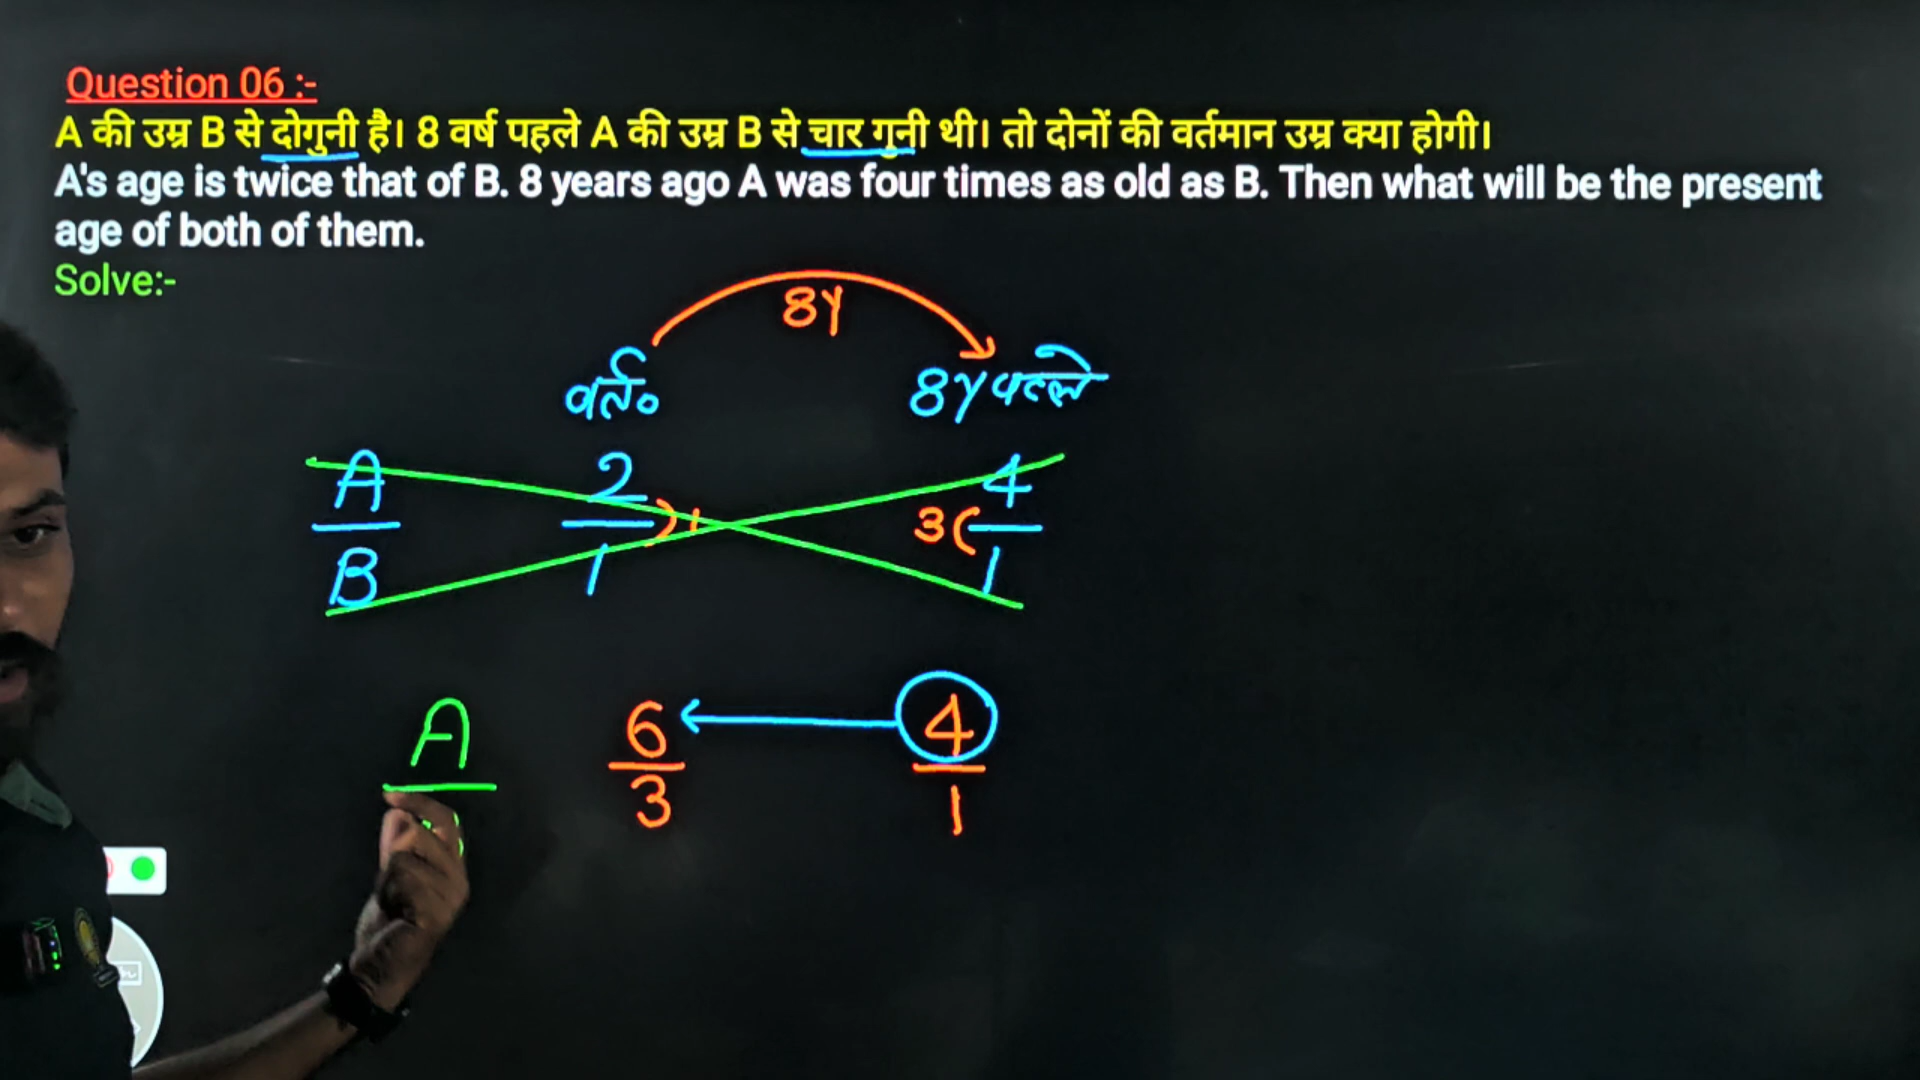 Question 06 :-
A की उम्र B से दोगुनी है। 8 वर्ष पहले A की उम्र B से चार गुनी थी। तो दोनों की वर्तमान उम्र क्या होगी।
A's age is twice that of B. 8 years ago A was four times as old as B. Then what will be the present
age of both of them.
Solve:-
8Y
वर्त० 8Y पहले
A 2 4
) 1 3 (
B 1 1
A 6 4
3 1